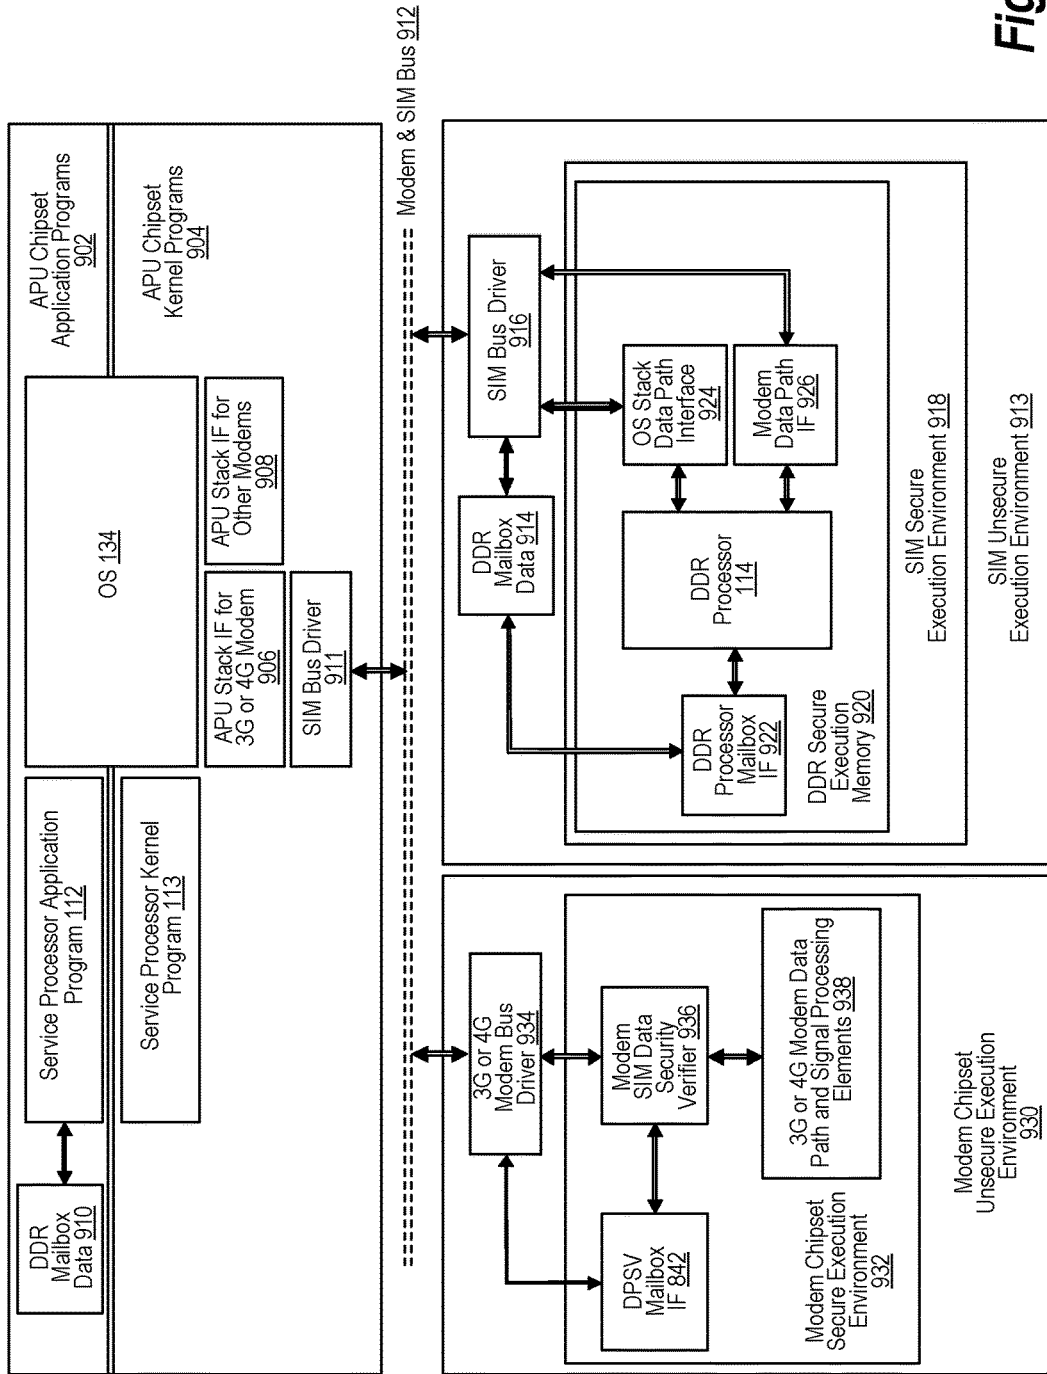 DDR
Mailbox
Data 910
Service Processor Application
Program 112
Service Processor Kernel
Program 113
OS 134
APU Stack IF for
3G or 4G Modem
906
APU Stack IF for
Other Modems
908
SIM Bus Driver
911
APU Chipset
Application Programs
902
APU Chipset
Kernel Programs
904
Modem & SIM Bus 912
3G or 4G
Modem Bus
Driver 934
DPSV
Mailbox
IF 842
Modem
SIM Data
Security
Verifier 936
3G or 4G Modem Data
Path and Signal Processing
Elements 938
Modem Chipset
Secure Execution
Environment
932
Modem Chipset
Unsecure Execution
Environment
930
DDR
Mailbox
Data 914
SIM Bus Driver
916
DDR
Processor
Mailbox
IF 922
DDR
Processor
114
OS Stack
Data Path
Interface
924
Modem
Data Path
IF 926
DDR Secure
Execution
Memory 920
SIM Secure
Execution Environment 918
SIM Unsecure
Execution Environment 913
Fig